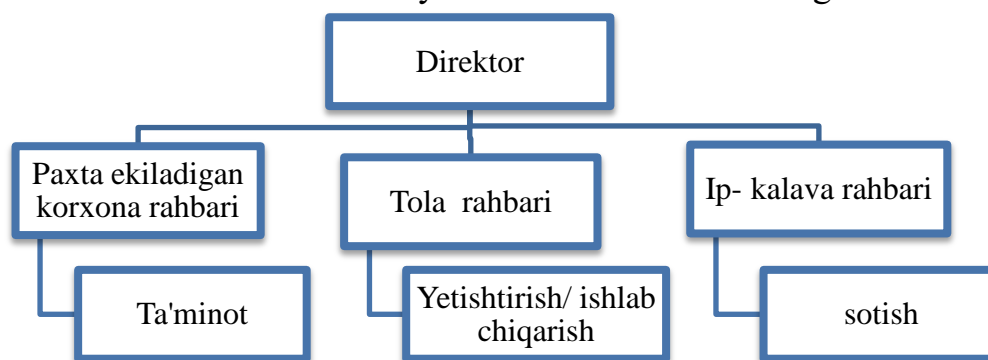 Direktor
Paxta ekiladigan
korxona rahbari
Tola rahbari
Ip- kalava rahbari
Ta'minot
Yetishtirish/ ishlab
chiqarish
sotish